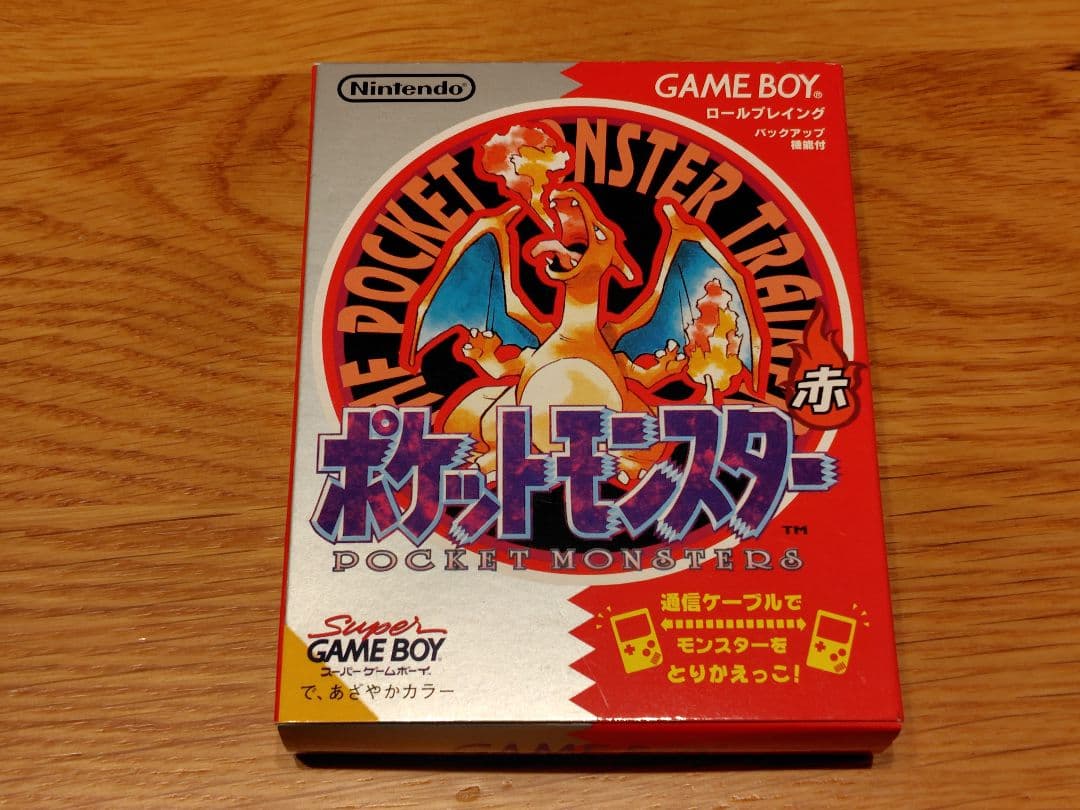 Nintendo®
GAME BOY®
ロールプレイング
バックアップ
機能付
POCKET MONSTER TRAINE
赤
ポケットモンスター
TM
POCKET MONSTERS
通信ケーブルで
モンスターを
とりかえっこ!
Super
GAME BOY
スーパーゲームボーイ
で、あざやかカラー
GAME